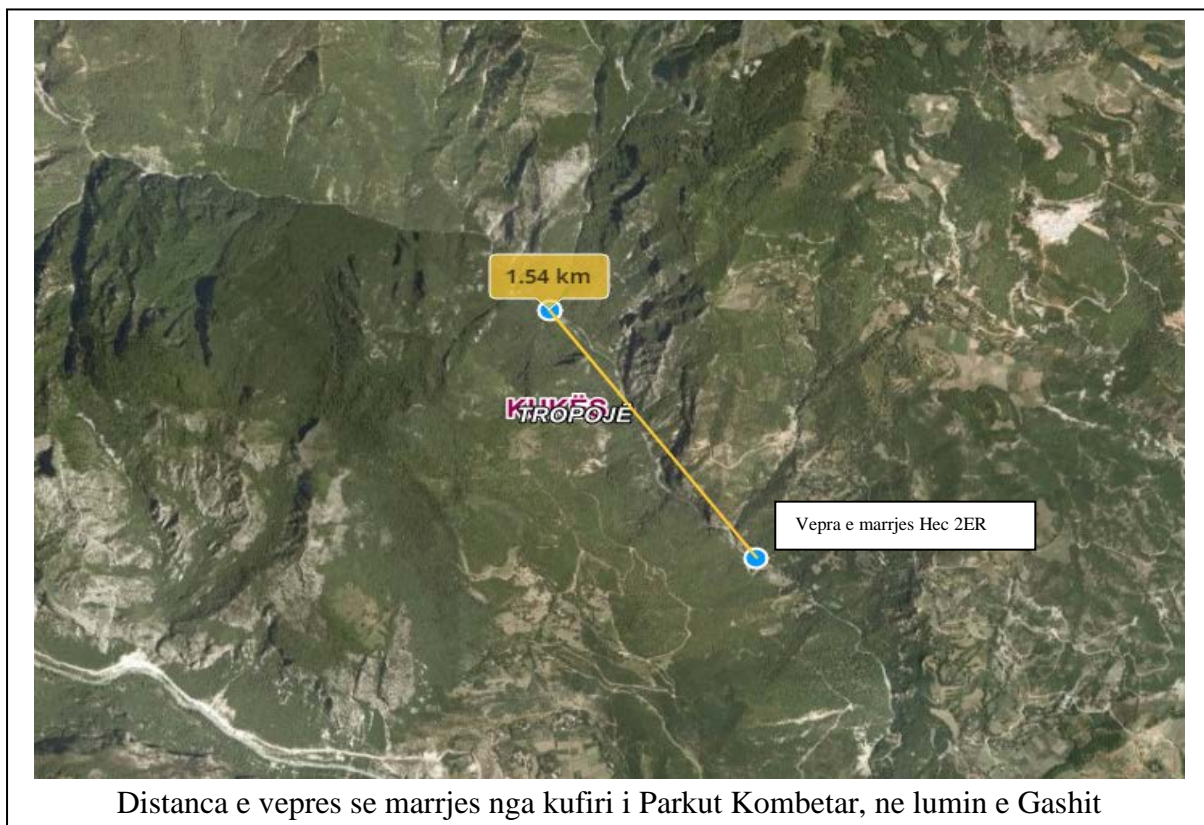 1.54 km
KUKËS
TROPOJË
Vepra e marrjes Hec 2ER
Distanca e vepres se marrjes nga kufiri i Parkut Kombetar, ne lumin e Gashit